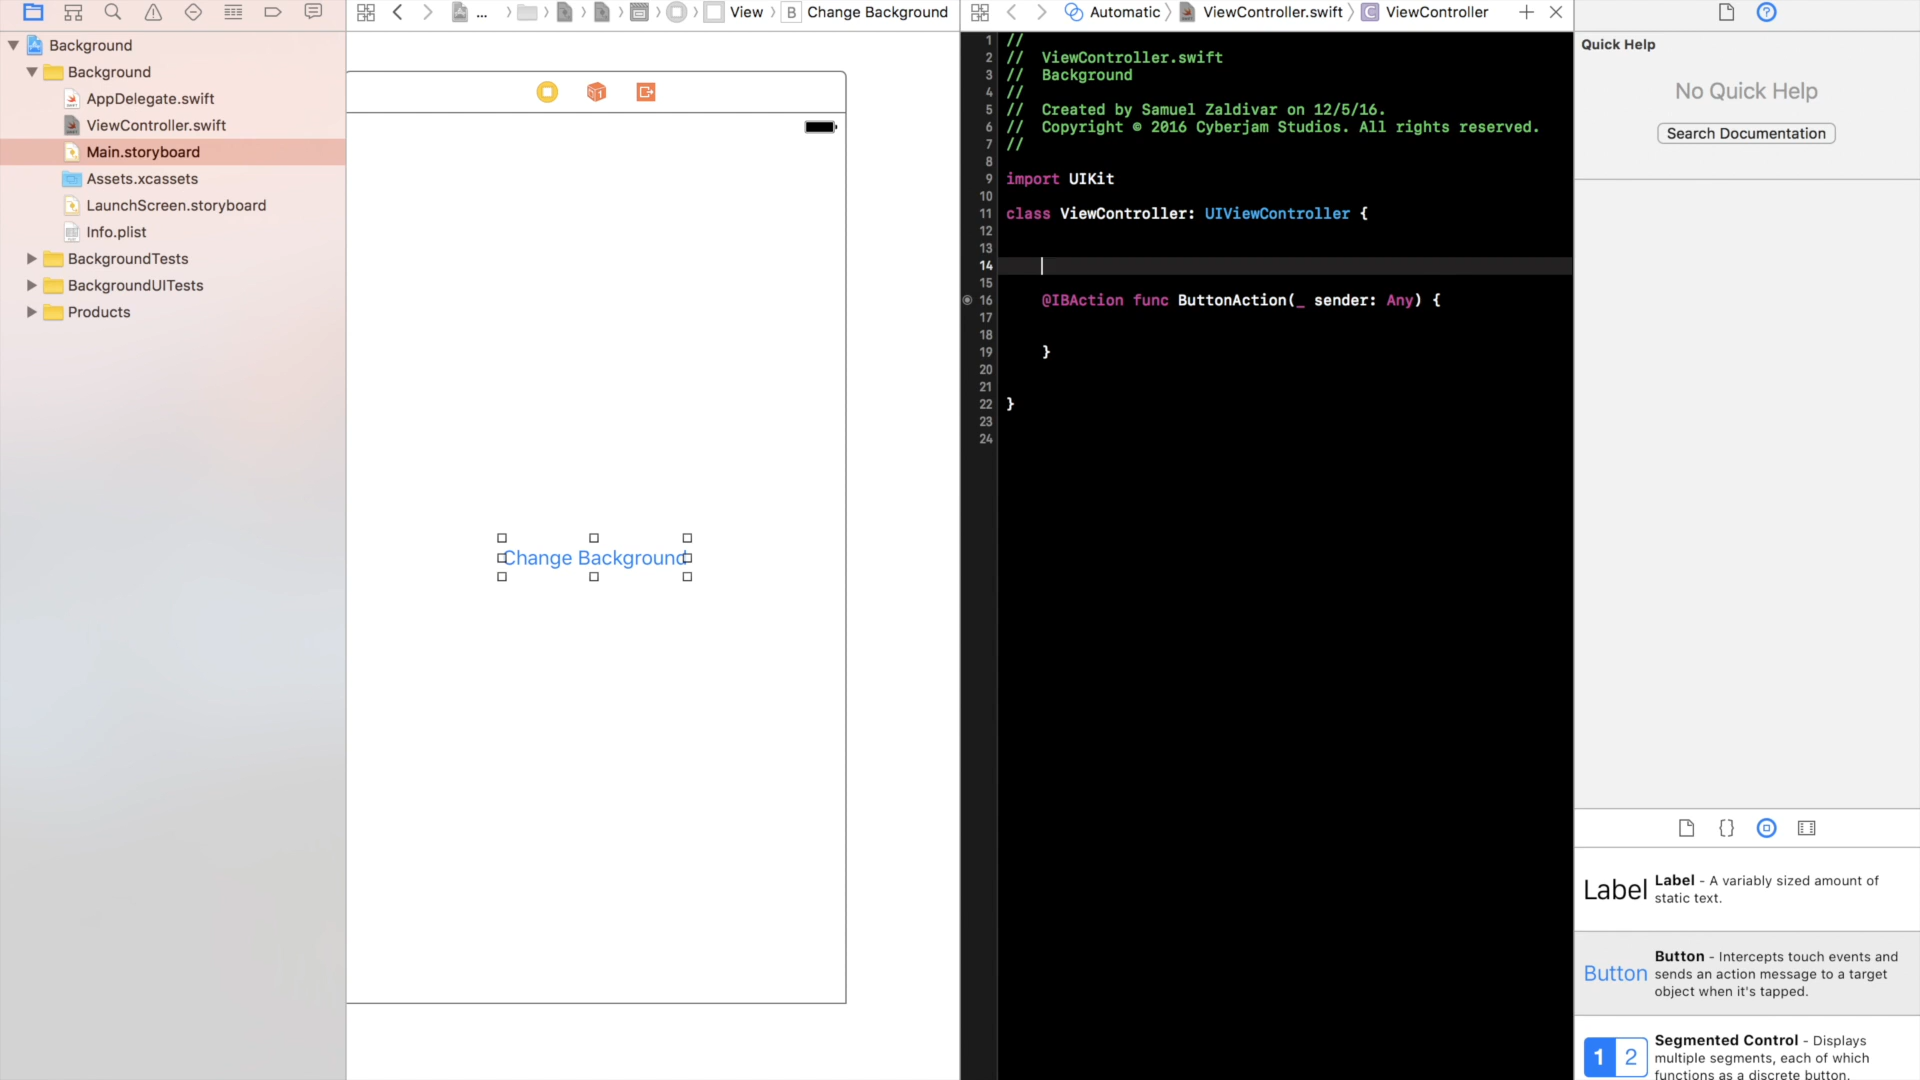 Background
Background
AppDelegate.swift
ViewController.swift
Main.storyboard
Assets.xcassets
LaunchScreen.storyboard
Info.plist
BackgroundTests
BackgroundUITests
Products
... View B Change Background
Change Background
Automatic ViewController.swift C ViewController
1 //
2 // ViewController.swift
3 // Background
4 //
5 // Created by Samuel Zaldivar on 12/5/16.
6 // Copyright © 2016 Cyberjam Studios. All rights reserved.
7 //
8
9 import UIKit
10
11 class ViewController: UIViewController {
12
13
14
15
16 @IBAction func ButtonAction(_ sender: Any) {
17
18
19 }
20
21
22 }
23
24
Quick Help
No Quick Help
Search Documentation
{}
Label
Label - A variably sized amount of
static text.
Button
Button - Intercepts touch events and
sends an action message to a target
object when it's tapped.
1 2
Segmented Control - Displays
multiple segments, each of which
functions as a discrete button.